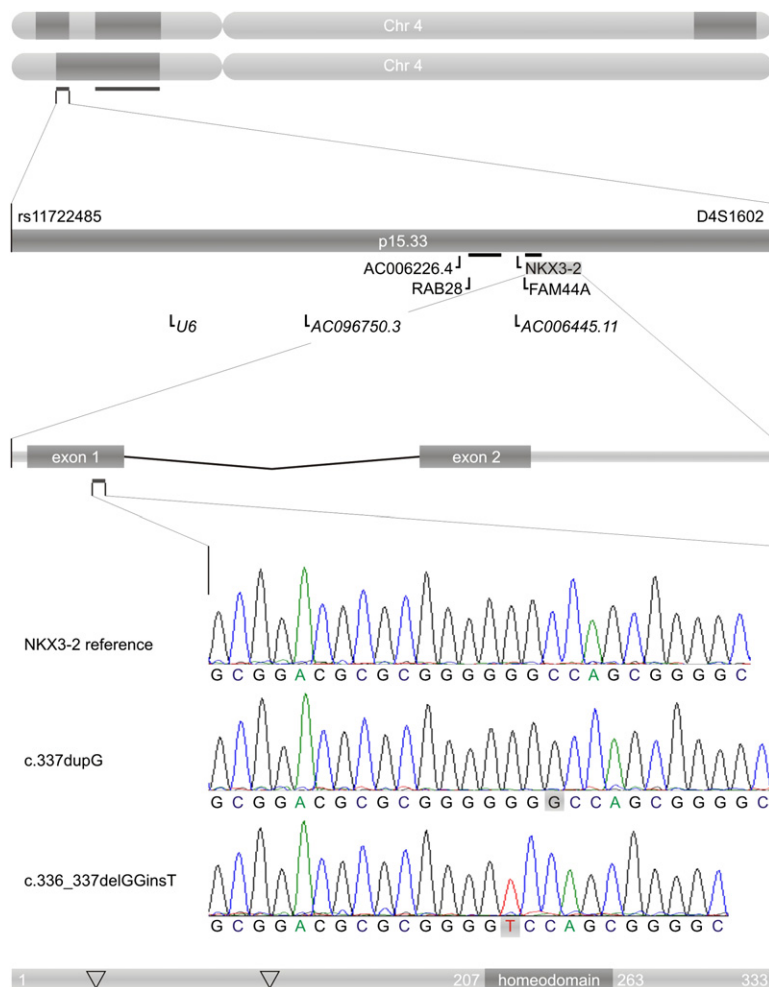 Chr 4
Chr 4
rs11722485 D4S1602
p15.33
AC006226.4 NKX3-2
RAB28 FAM44A
U6 AC096750.3 AC006445.11
exon 1 exon 2
NKX3-2 reference
G C G G A C G C G C G G G G G G C C A G C G G G G C
c.337dupG
G C G G A C G C G C G G G G G G G C C A G C G G G G C
c.336_337delGGinsT
G C G G A C G C G C G G G G T C C A G C G G G G C
1 207 homeodomain 263 333